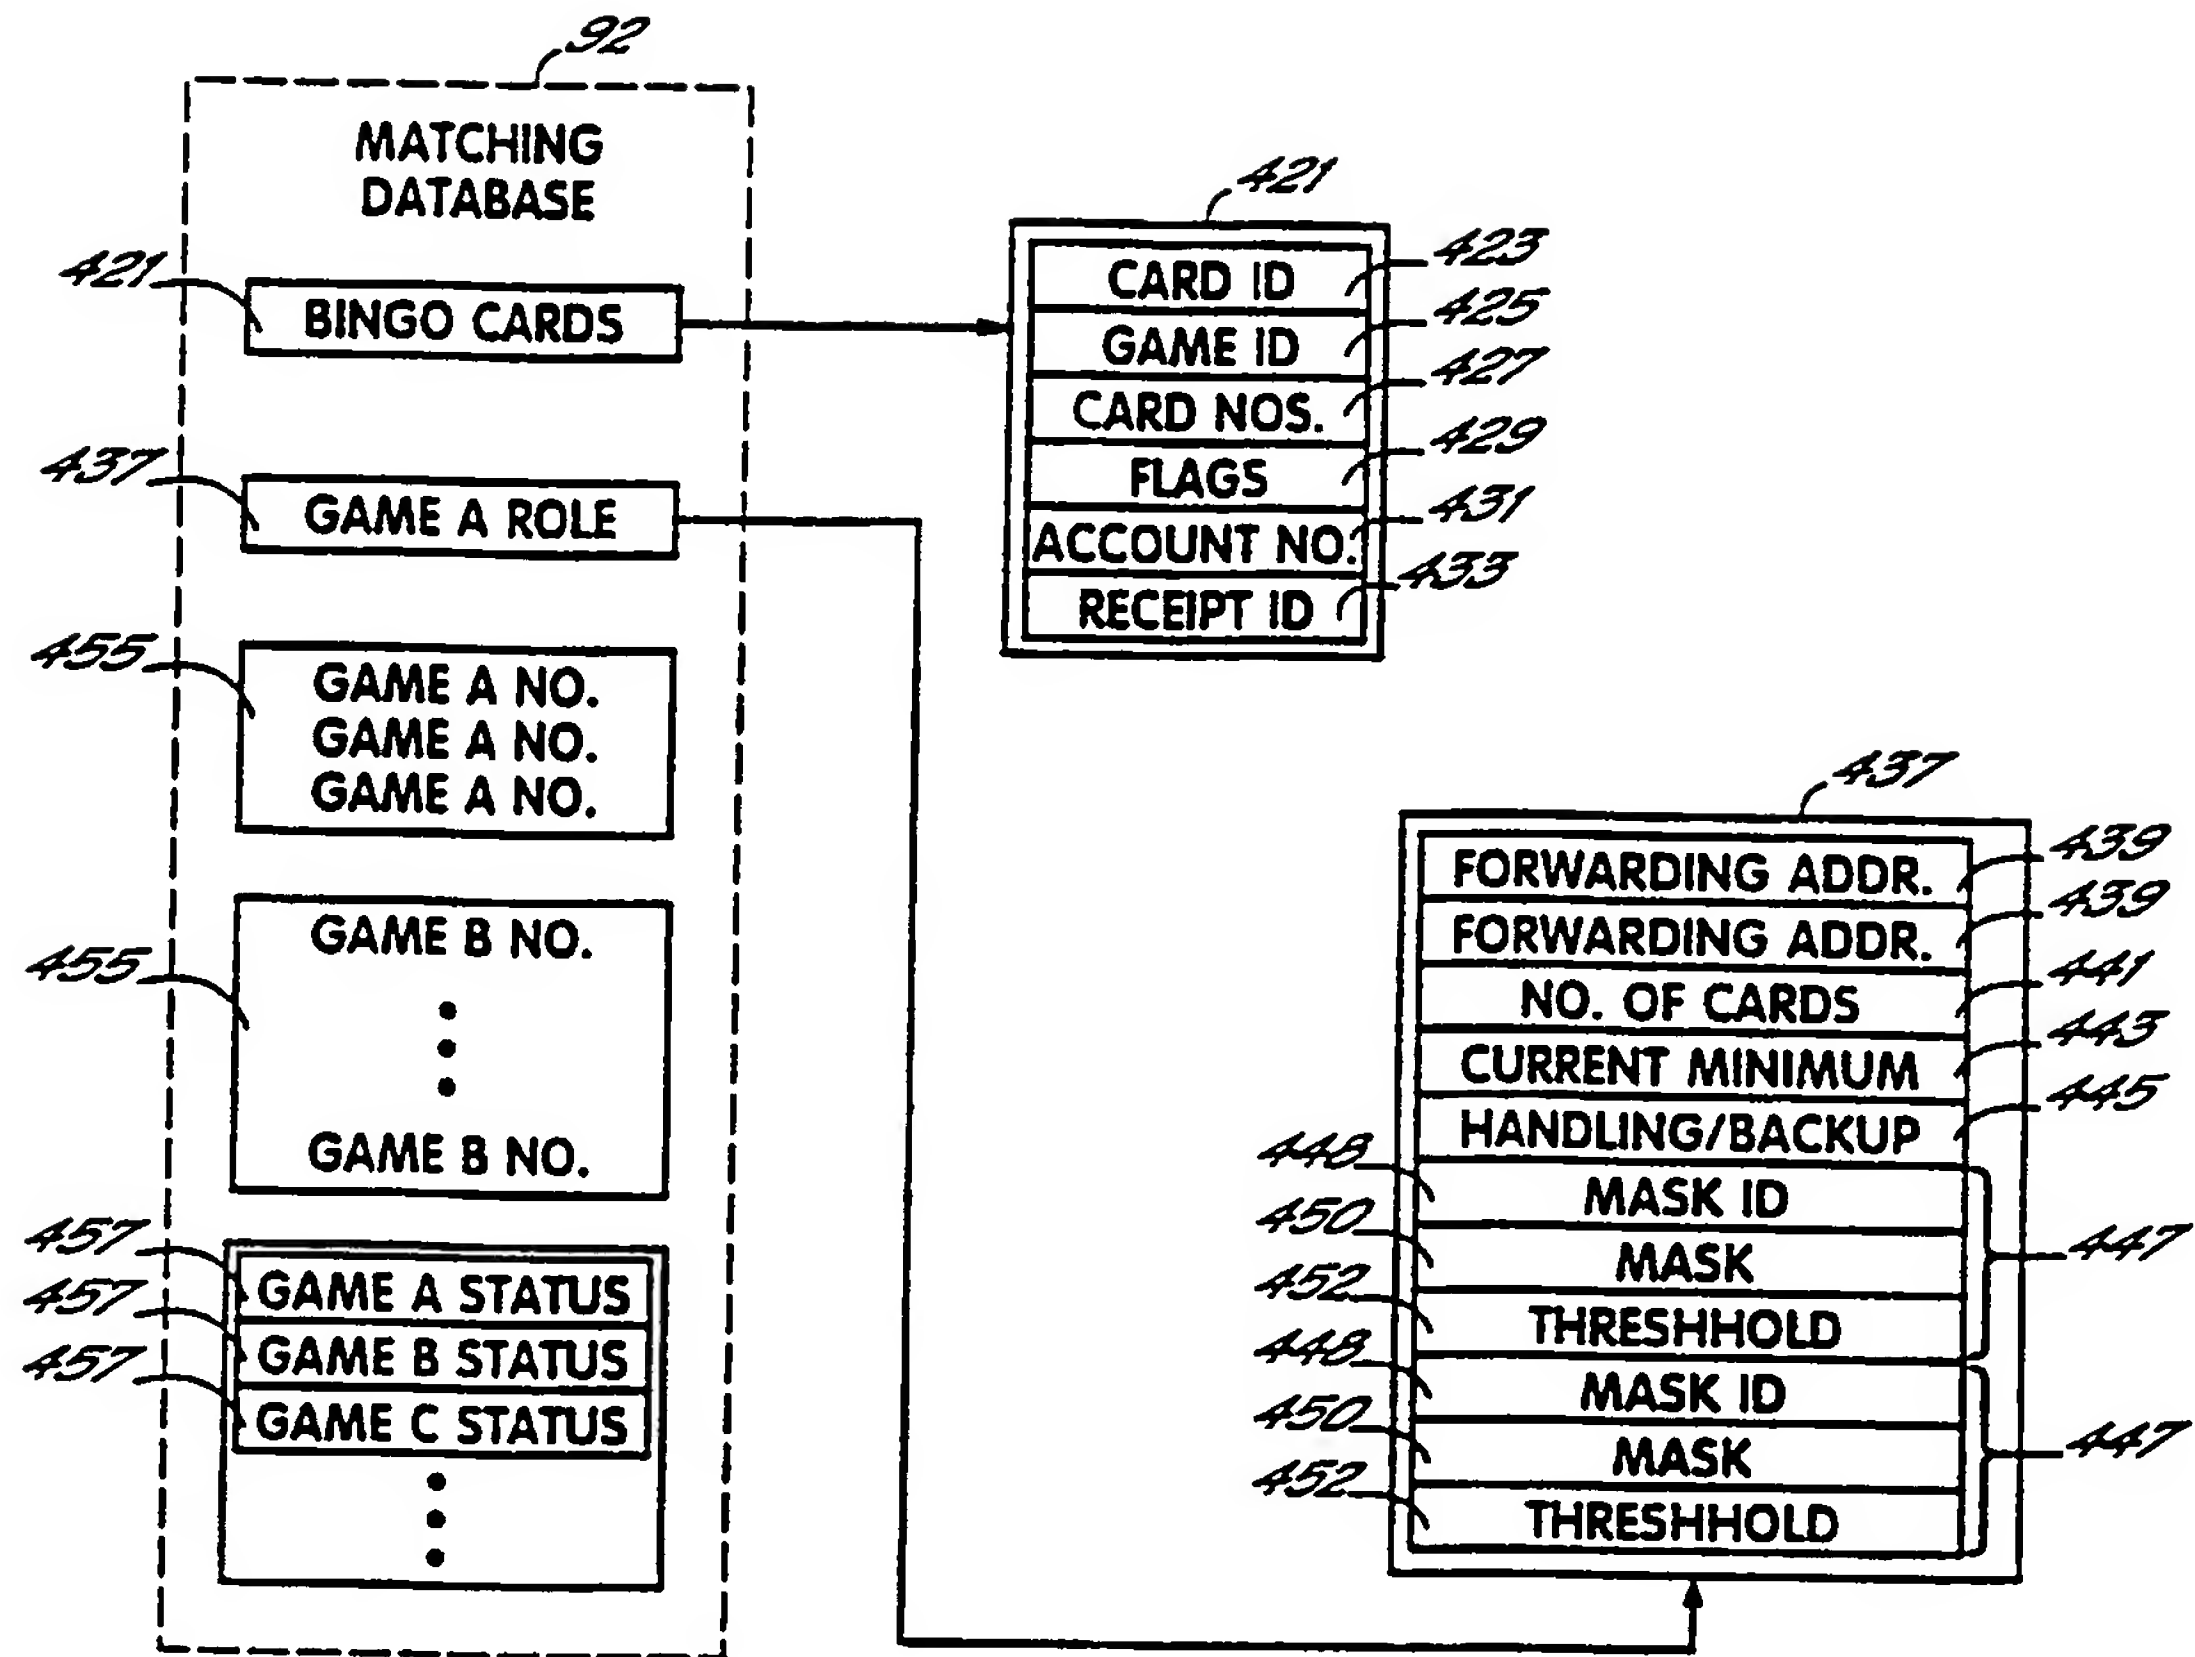 92
MATCHING
DATABASE
421
BINGO CARDS
437
GAME A ROLE
455
GAME A NO.
GAME A NO.
GAME A NO.
455
GAME B NO.
GAME B NO.
457
GAME A STATUS
457
GAME B STATUS
457
GAME C STATUS
421
CARD ID 423
GAME ID 425
CARD NOS. 427
FLAGS 429
ACCOUNT NO. 431
RECEIPT ID 433
437
FORWARDING ADDR. 439
FORWARDING ADDR. 439
NO. OF CARDS 441
CURRENT MINIMUM 443
HANDLING/BACKUP 445
448 MASK ID
450 MASK
447
452 THRESHHOLD
448 MASK ID
450 MASK
447
452 THRESHHOLD